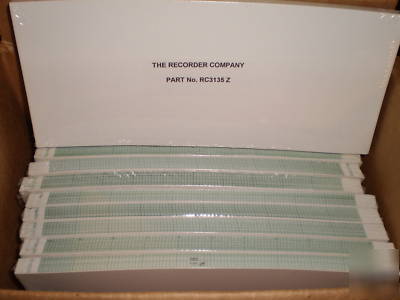 THE RECORDER COMPANY
PART No. RC3135 Z